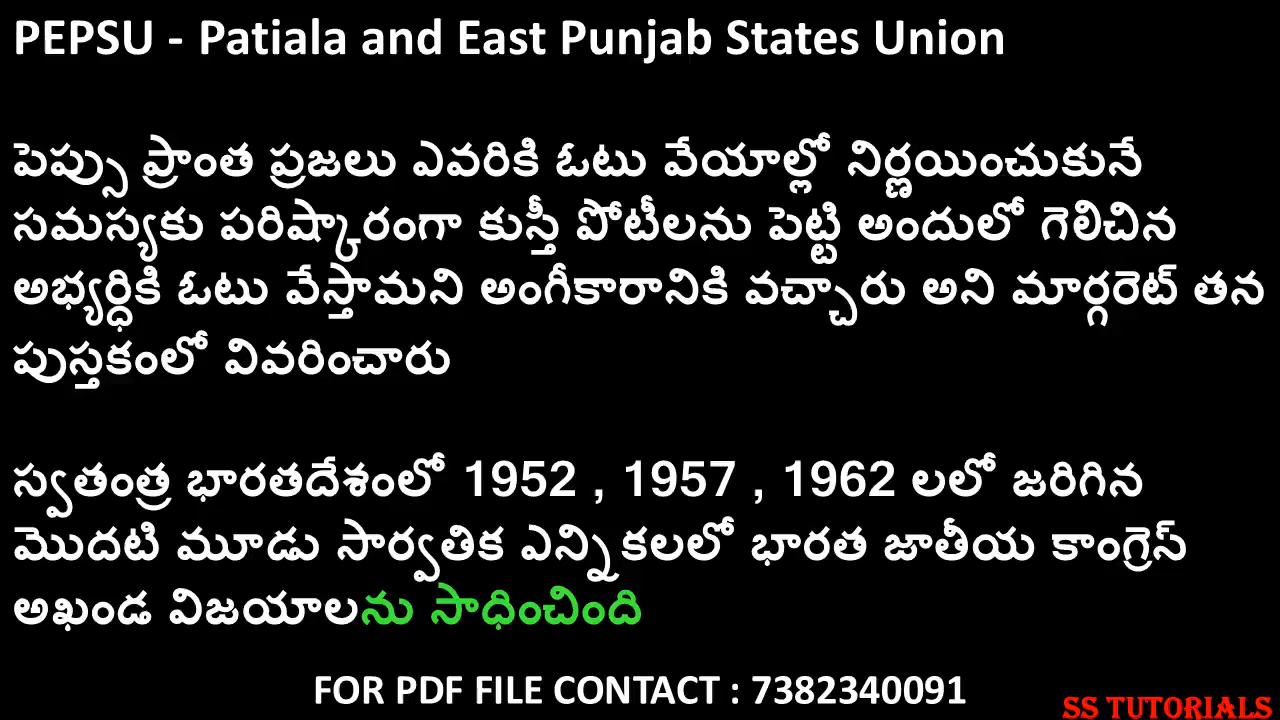 PEPSU - Patiala and East Punjab States Union
పెప్సు ప్రాంత ప్రజలు ఎవరికి ఓటు వేయాల్లో నిర్ణయించుకునే
సమస్యకు పరిష్కారంగా కుస్తీ పోటీలను పెట్టి అందులో గెలిచిన
అభ్యర్ధికి ఓటు వేస్తామని అంగీకారానికి వచ్చారు అని మార్గరెట్ తన
పుస్తకంలో వివరించారు
స్వతంత్ర భారతదేశంలో 1952 , 1957 , 1962 లలో జరిగిన
మొదటి మూడు సార్వతిక ఎన్నికలలో భారత జాతీయ కాంగ్రెస్
అఖండ విజయాలను సాధించింది
FOR PDF FILE CONTACT : 7382340091
SS TUTORIALS